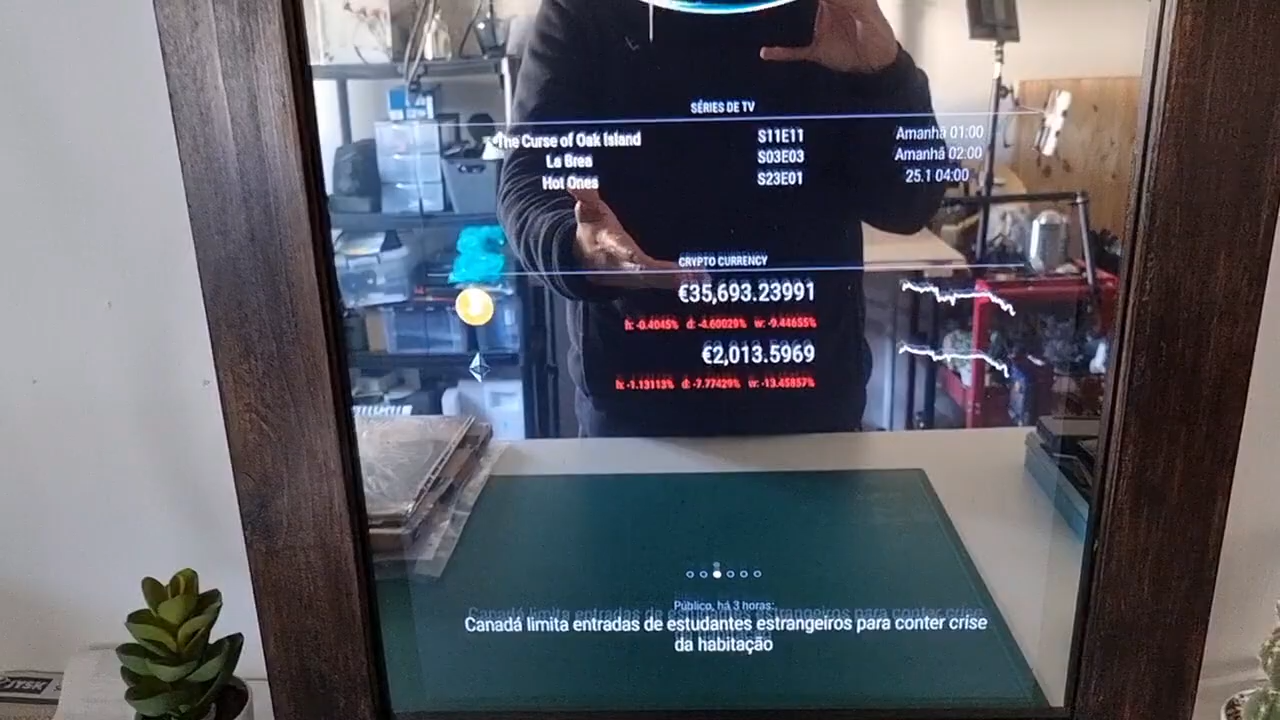 SÉRIES DE TV
The Curse of Oak Island S11E11 Amanhã 01:00
La Brea S03E03 Amanhã 02:00
Hot Ones S23E01 25.1 04:00
CRYPTO CURRENCY
€35,693.23991
h: -0.4045% d: -4.60029% w: -9.44655%
€2,013.5969
h: -1.13113% d: -7.77429% w: -13.45857%
Público, há 3 horas:
Canadá limita entradas de estudantes estrangeiros para conter crise
da habitação
JYSK